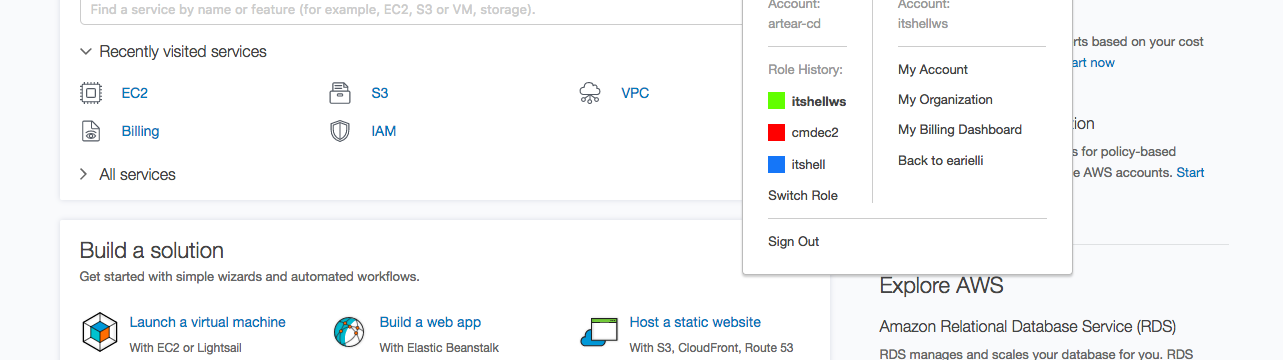 Find a service by name or feature (for example, EC2, S3 or VM, storage).
Recently visited services
EC2
S3
VPC
Billing
IAM
All services
Build a solution
Get started with simple wizards and automated workflows.
Launch a virtual machine
With EC2 or Lightsail
Build a web app
With Elastic Beanstalk
Host a static website
With S3, CloudFront, Route 53
Account:
artear-cd
Role History:
itshellws
cmdec2
itshell
Switch Role
Account:
itshellws
My Account
My Organization
My Billing Dashboard
Back to earielli
Sign Out
rts based on your cost
art now
tion
s for policy-based
e AWS accounts. Start
Explore AWS
Amazon Relational Database Service (RDS)
RDS manages and scales your database for you. RDS